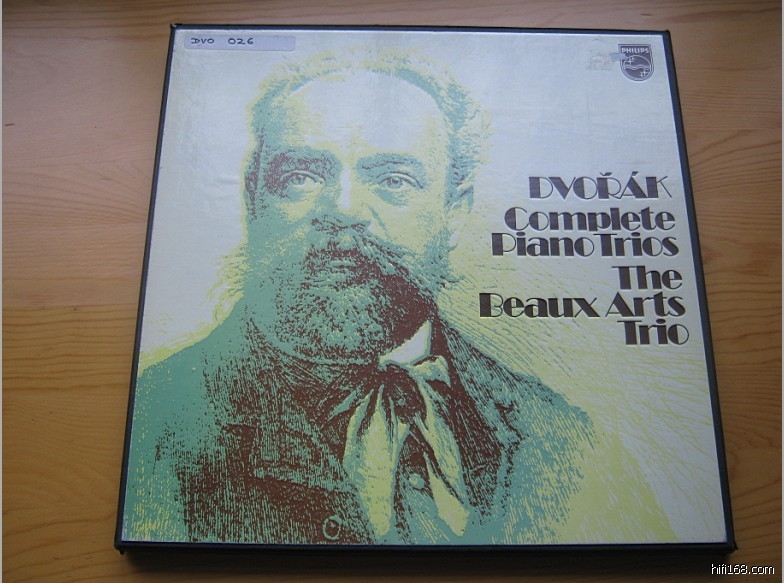 DVO 026
PHILIPS
DVOŘÁK
Complete
Piano Trios
The
Beaux Arts
Trio
hifi168.com